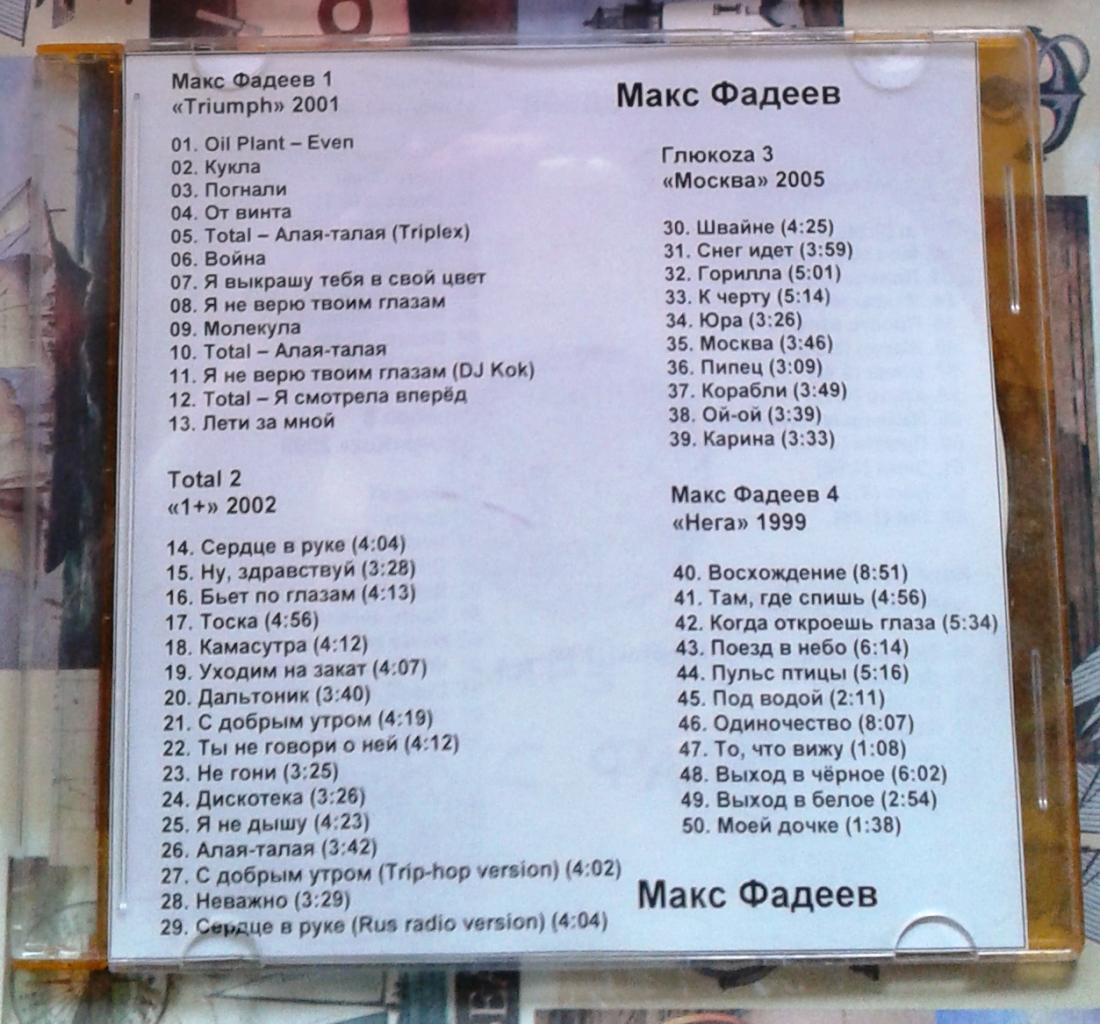 Макс Фадеев 1
«Triumph» 2001
01. Oil Plant – Even
02. Кукла
03. Погнали
04. От винта
05. Total – Алая-талая (Triplex)
06. Война
07. Я выкрашу тебя в свой цвет
08. Я не верю твоим глазам
09. Молекула
10. Total – Алая-талая
11. Я не верю твоим глазам (DJ Kok)
12. Total – Я смотрела вперёд
13. Лети за мной
Total 2
«1+» 2002
14. Сердце в руке (4:04)
15. Ну, здравствуй (3:28)
16. Бьет по глазам (4:13)
17. Тоска (4:56)
18. Камасутра (4:12)
19. Уходим на закат (4:07)
20. Дальтоник (3:40)
21. С добрым утром (4:19)
22. Ты не говори о ней (4:12)
23. Не гони (3:25)
24. Дискотека (3:26)
25. Я не дышу (4:23)
26. Алая-талая (3:42)
27. С добрым утром (Trip-hop version) (4:02)
28. Неважно (3:29)
29. Сердце в руке (Rus radio version) (4:04)
Макс Фадеев
Глюкоzа 3
«Москва» 2005
30. Швайне (4:25)
31. Снег идет (3:59)
32. Горилла (5:01)
33. К черту (5:14)
34. Юра (3:26)
35. Москва (3:46)
36. Пипец (3:09)
37. Корабли (3:49)
38. Ой-ой (3:39)
39. Карина (3:33)
Макс Фадеев 4
«Нега» 1999
40. Восхождение (8:51)
41. Там, где спишь (4:56)
42. Когда откроешь глаза (5:34)
43. Поезд в небо (6:14)
44. Пульс птицы (5:16)
45. Под водой (2:11)
46. Одиночество (8:07)
47. То, что вижу (1:08)
48. Выход в чёрное (6:02)
49. Выход в белое (2:54)
50. Моей дочке (1:38)
Макс Фадеев